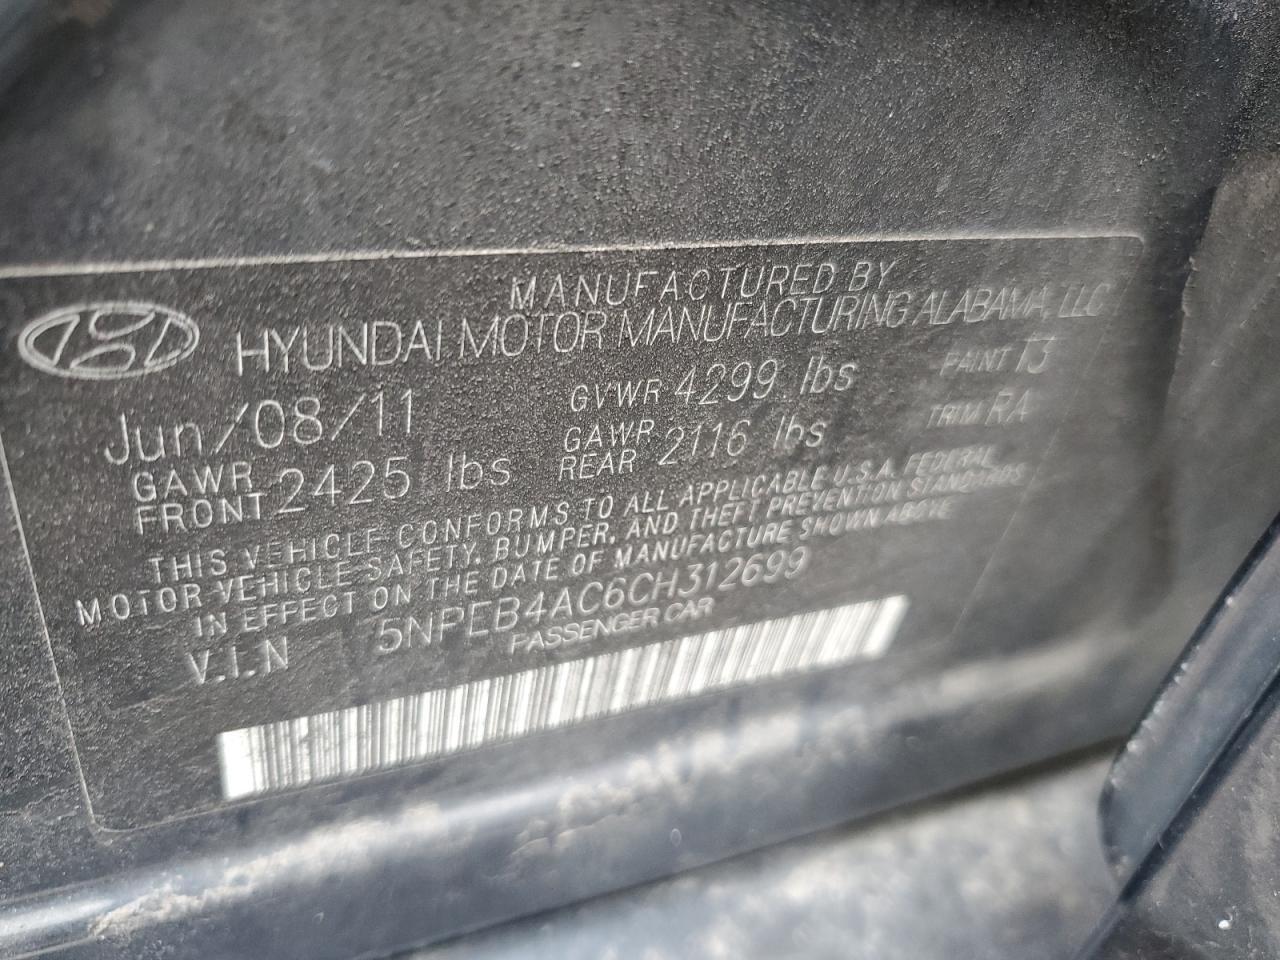 MANUFACTURED BY
HYUNDAI MOTOR MANUFACTURING ALABAMA, LLC
Jun/08/11 GVWR 4299 lbs PAINT T3
GAWR FRONT 2425 lbs GAWR REAR 2116 lbs TRIM RA
THIS VEHICLE CONFORMS TO ALL APPLICABLE U.S.A. FEDERAL
MOTOR VEHICLE SAFETY, BUMPER, AND THEFT PREVENTION STANDARDS
IN EFFECT ON THE DATE OF MANUFACTURE SHOWN ABOVE
V.I.N 5NPEB4AC6CH312699
PASSENGER CAR